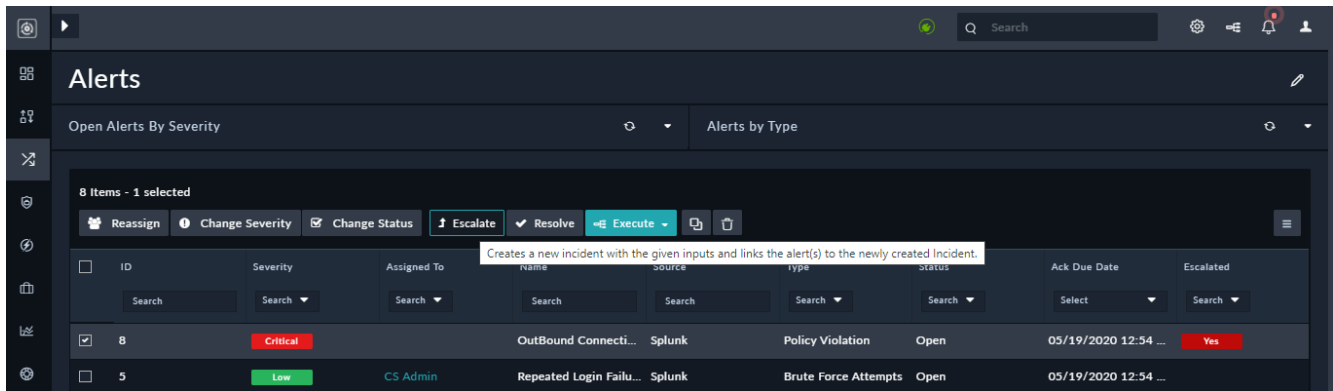 Search
Alerts
Open Alerts By Severity
Alerts by Type
8 Items - 1 selected
Reassign Change Severity Change Status Escalate Resolve Execute
Creates a new incident with the given inputs and links the alert(s) to the newly created Incident.
ID Severity Assigned To Name Source Type Status Ack Due Date Escalated
Search Search Search Search Search Search Search Select Search
8 Critical OutBound Connecti... Splunk Policy Violation Open 05/19/2020 12:54 ... Yes
5 Low CS Admin Repeated Login Failu... Splunk Brute Force Attempts Open 05/19/2020 12:54 ...